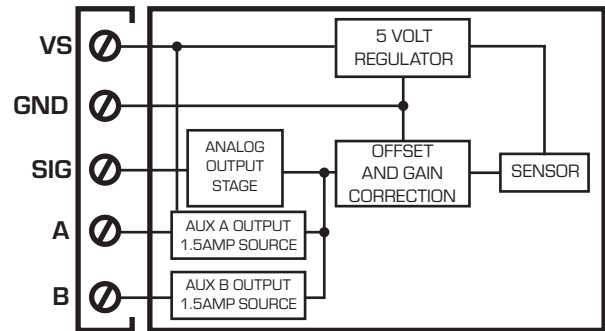 VS
5 VOLT
REGULATOR
GND
SIG
ANALOG
OUTPUT
STAGE
OFFSET
AND GAIN
CORRECTION
SENSOR
A
AUX A OUTPUT
1.5AMP SOURCE
B
AUX B OUTPUT
1.5AMP SOURCE